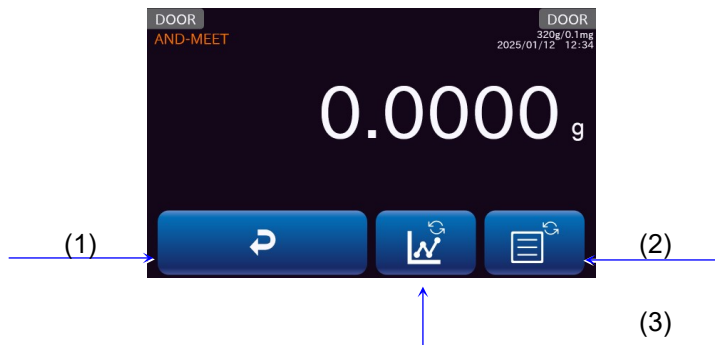 DOOR DOOR
AND-MEET 320g/0.1mg
2025/01/12 12:34
0.0000 g
(1) (2)
(3)